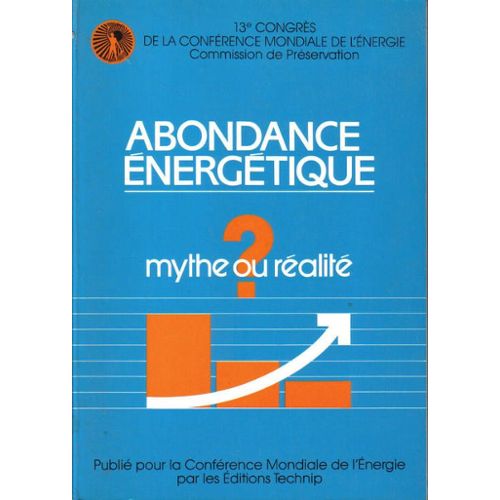 13e CONGRÈS
DE LA CONFÉRENCE MONDIALE DE L'ÉNERGIE
Commission de Préservation
ABONDANCE
ÉNERGÉTIQUE
?
mythe ou réalité
Publié pour la Conférence Mondiale de l'Énergie
par les Éditions Technip